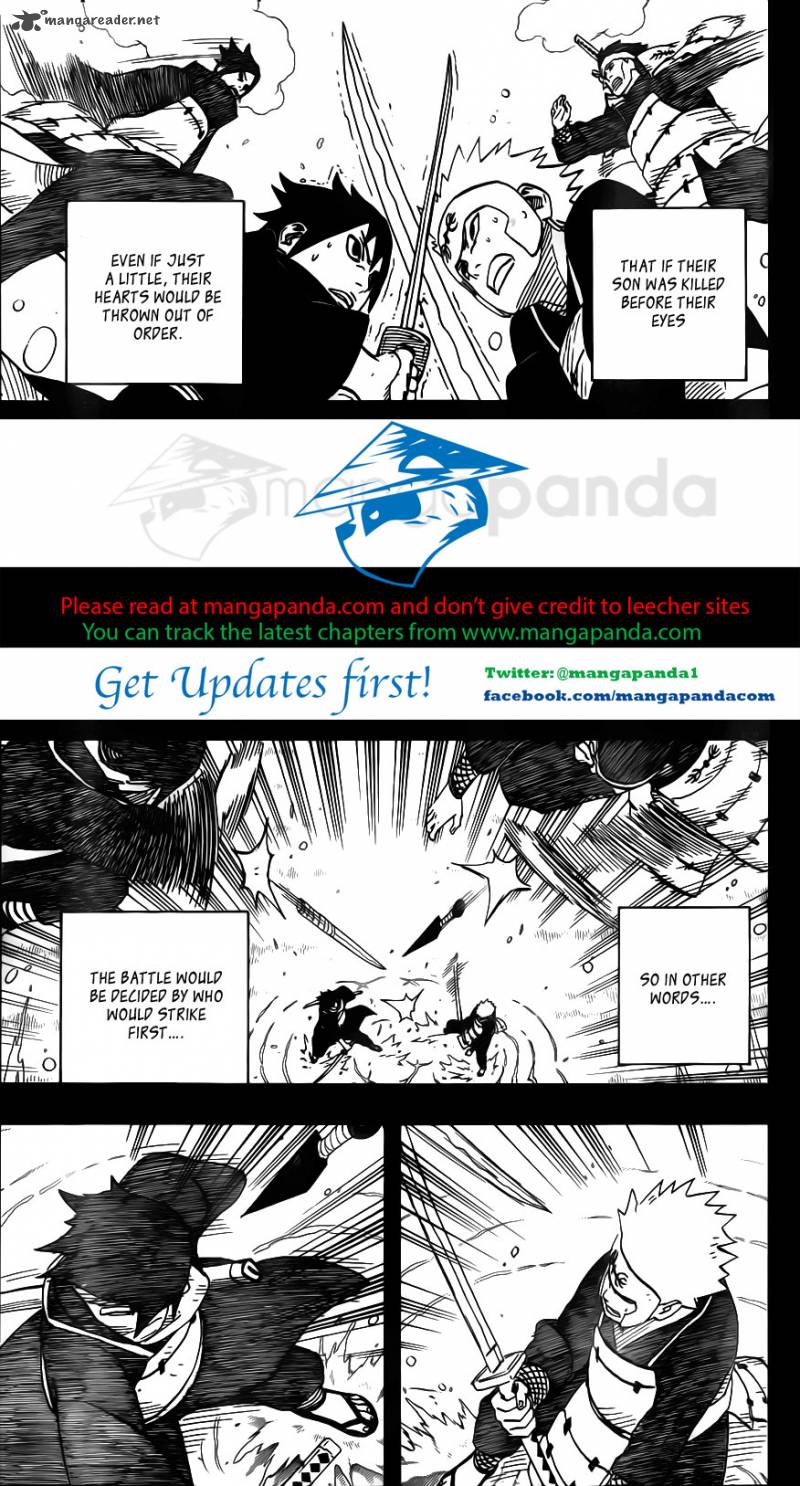 mangareader.net
THAT IF THEIR
SON WAS KILLED
BEFORE THEIR
EYES
EVEN IF JUST
A LITTLE, THEIR
HEARTS WOULD BE
THROWN OUT OF
ORDER.
mangapanda
Please read at mangapanda.com and don't give credit to leecher sites
You can track the latest chapters from www.mangapanda.com
Get Updates first!
Twitter: @mangapanda1
facebook.com/mangapandacom
SO IN OTHER
WORDS....
THE BATTLE WOULD
BE DECIDED BY WHO
WOULD STRIKE
FIRST....